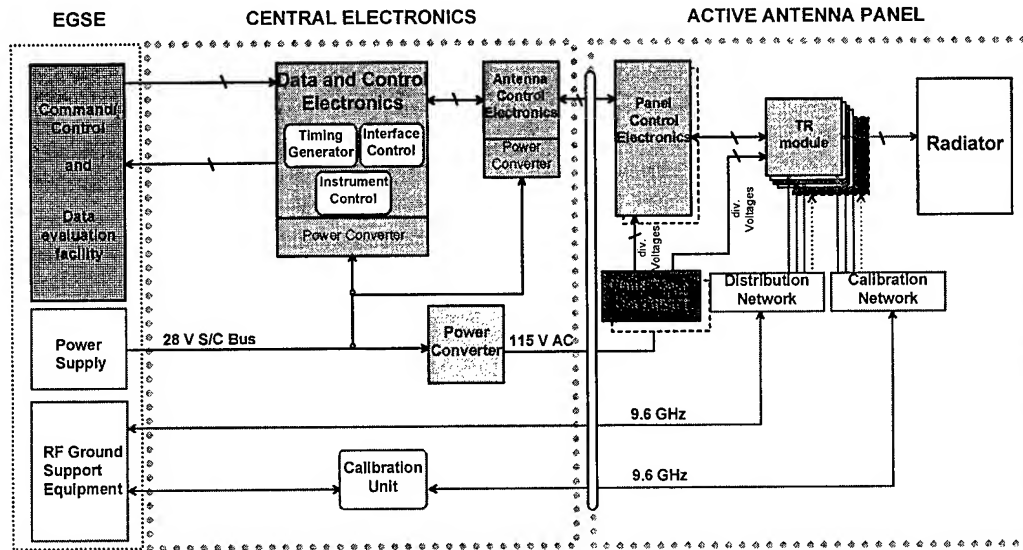 EGSE
CENTRAL ELECTRONICS
ACTIVE ANTENNA PANEL
Command/
Control
and
Data
evaluation
facility
Data and Control
Electronics
Timing
Generator
Interface
Control
Instrument
Control
Power Converter
Antenna
Control
Electronics
Power
Converter
Panel
Control
Electronics
TR
module
Radiator
div.
Voltages
div.
Voltages
Distribution
Network
Calibration
Network
Power
Supply
28 V S/C Bus
Power
Converter
115 V AC
RF Ground
Support
Equipment
9.6 GHz
Calibration
Unit
9.6 GHz